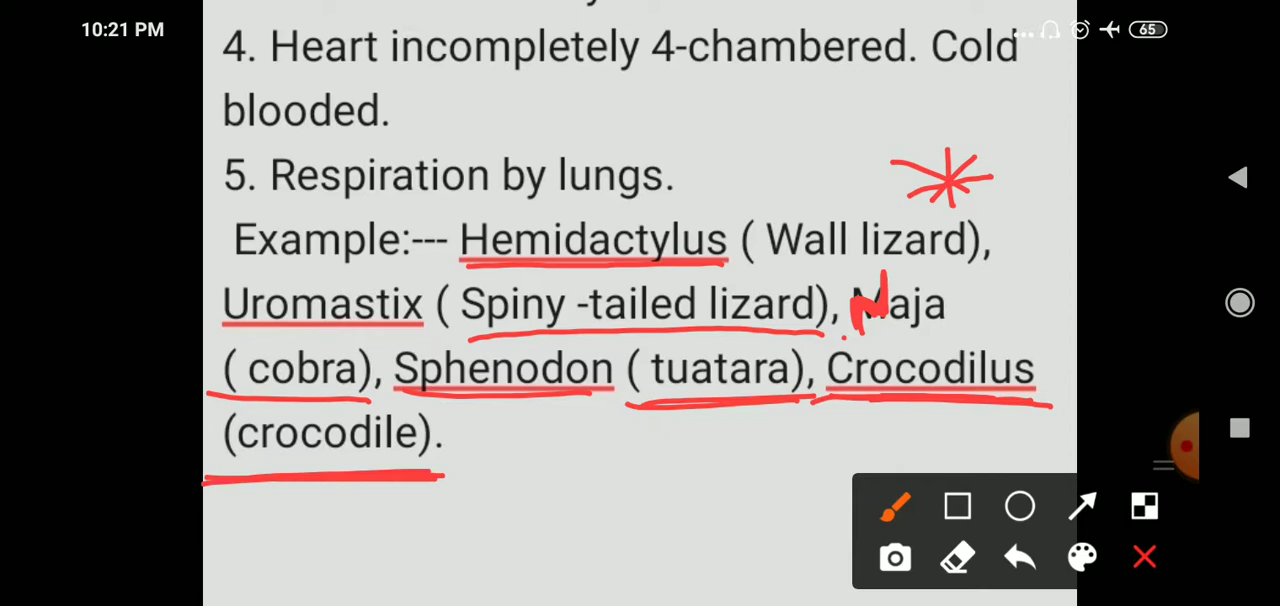 10:21 PM
65
4. Heart incompletely 4-chambered. Cold
blooded.
5. Respiration by lungs.
Example:--- Hemidactylus ( Wall lizard),
Uromastix ( Spiny -tailed lizard), Naja
( cobra), Sphenodon ( tuatara), Crocodilus
(crocodile).